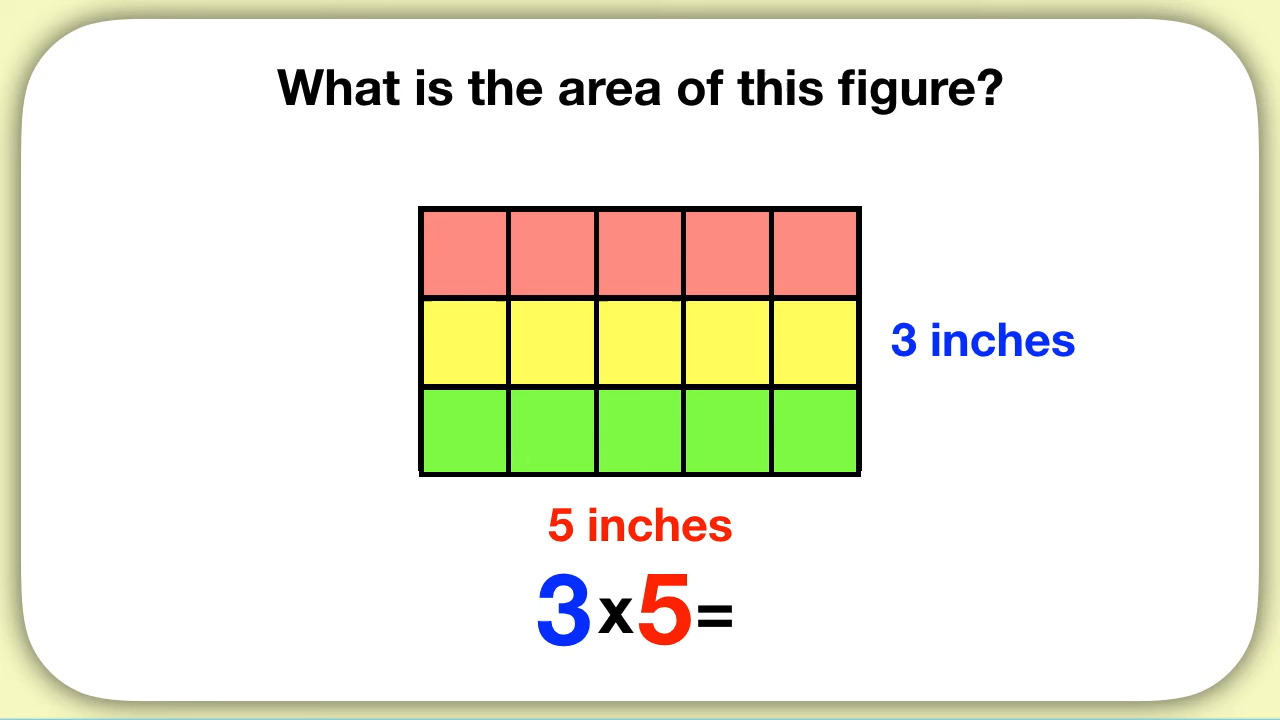 What is the area of this figure?
3 inches
5 inches
3x5=